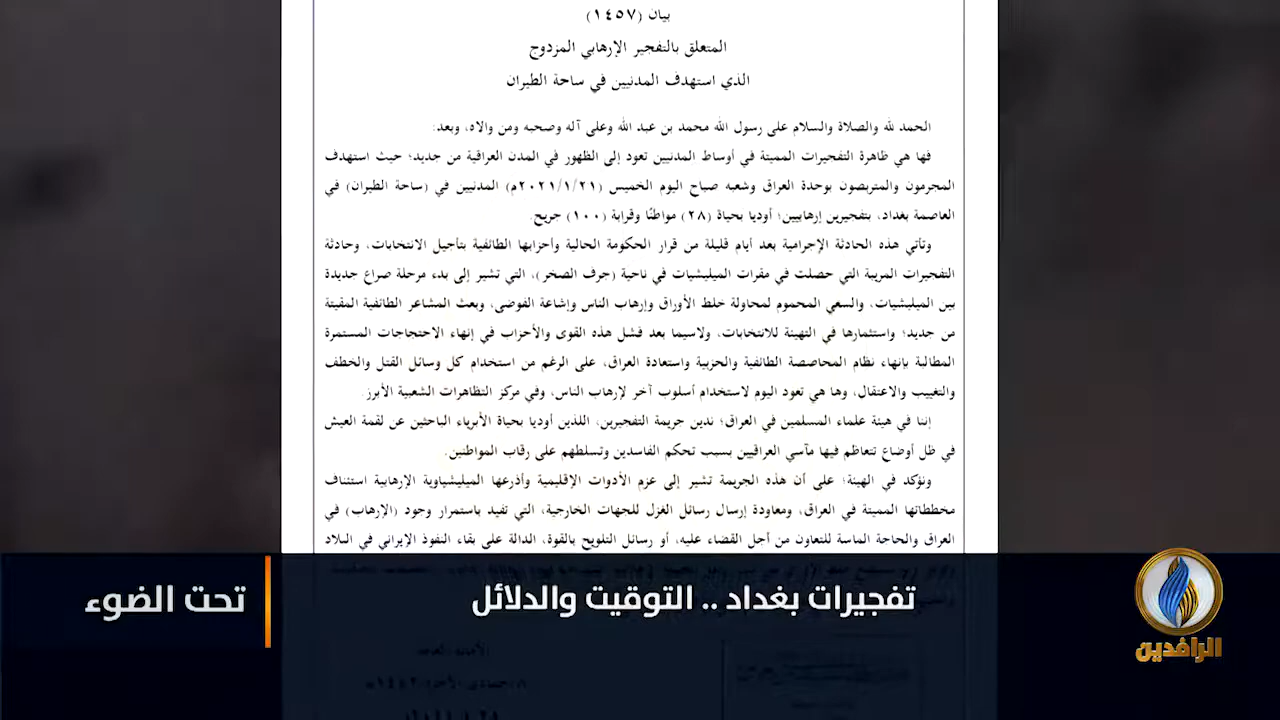 بيان (١٤٥٧)
المتعلق بالتفجير الإرهابي المزدوج
الذي استهدف المدنيين في ساحة الطيران
الحمد لله والصلاة والسلام على رسول الله محمد بن عبد الله وعلى آله وصحبه ومن والاه، وبعد:
فها هي ظاهرة التفجيرات المميتة في أوساط المدنيين تعود إلى الظهور في المدن العراقية من جديد؛ حيث استهدف
المجرمون والمتربصون بوحدة العراق وشعبه صباح اليوم الخميس (٢٠٢١/١/٢١م) المدنيين في (ساحة الطيران) في
العاصمة بغداد، بتفجيرين إرهابيين؛ أوديا بحياة (٢٨) مواطنًا وقرابة (١٠٠) جريح.
وتأتي هذه الحادثة الإجرامية بعد أيام قليلة من قرار الحكومة الحالية وأحزابها الطائفية بتأجيل الانتخابات، وحادثة
التفجيرات المريبة التي حصلت في مقرات الميليشيات في ناحية (جرف الصخر)، التي تشير إلى بدء مرحلة صراع جديدة
بين الميليشيات، والسعي المحموم لمحاولة خلط الأوراق وإرهاب الناس وإشاعة الفوضى، وبعث المشاعر الطائفية المقيتة
من جديد؛ واستثمارها في التهيئة للانتخابات، ولاسيما بعد فشل هذه القوى والأحزاب في إنهاء الاحتجاجات المستمرة
المطالبة بإنهاء نظام المحاصصة الطائفية والحزبية واستعادة العراق، على الرغم من استخدام كل وسائل القتل والخطف
والتغييب والاعتقال، وها هي تعود اليوم لاستخدام أسلوب آخر لإرهاب الناس، وفي مركز التظاهرات الشعبية الأبرز.
إننا في هيئة علماء المسلمين في العراق؛ ندين جريمة التفجيرين، اللذين أوديا بحياة الأبرياء الباحثين عن لقمة العيش
في ظل أوضاع تتعاظم فيها مآسي العراقيين بسبب تحكم الفاسدين وتسلطهم على رقاب المواطنين.
ونؤكد في الهيئة؛ على أن هذه الجريمة تشير إلى عزم الأدوات الإقليمية وأذرعها الميليشياوية الإرهابية استئناف
مخططاتها المميتة في العراق، ومعاودة إرسال رسائل الغزل للجهات الخارجية، التي تفيد باستمرار وجود (الإرهاب) في
العراق والحاجة الماسة للتعاون من أجل القضاء عليه، أو رسائل التلويح بالقوة، الدالة على بقاء النفوذ الإيراني في البلاد
تفجيرات بغداد .. التوقيت والدلائل
تحت الضوء
الرافدين
الأمانة العامة